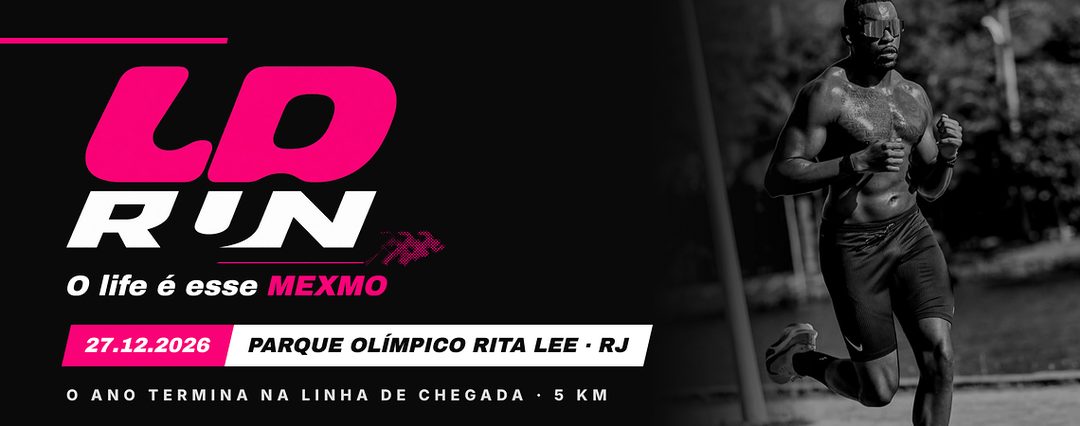 LD
RUN
O life é esse MEXMO
27.12.2026 PARQUE OLÍMPICO RITA LEE · RJ
O ANO TERMINA NA LINHA DE CHEGADA · 5 KM